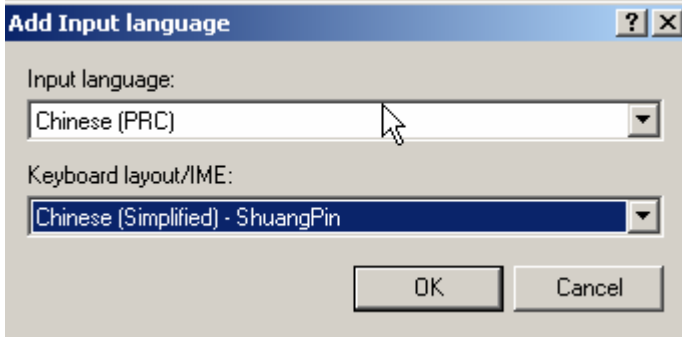 Add Input language
Input language:
Chinese (PRC)
Keyboard layout/IME:
Chinese (Simplified) - ShuangPin
OK Cancel